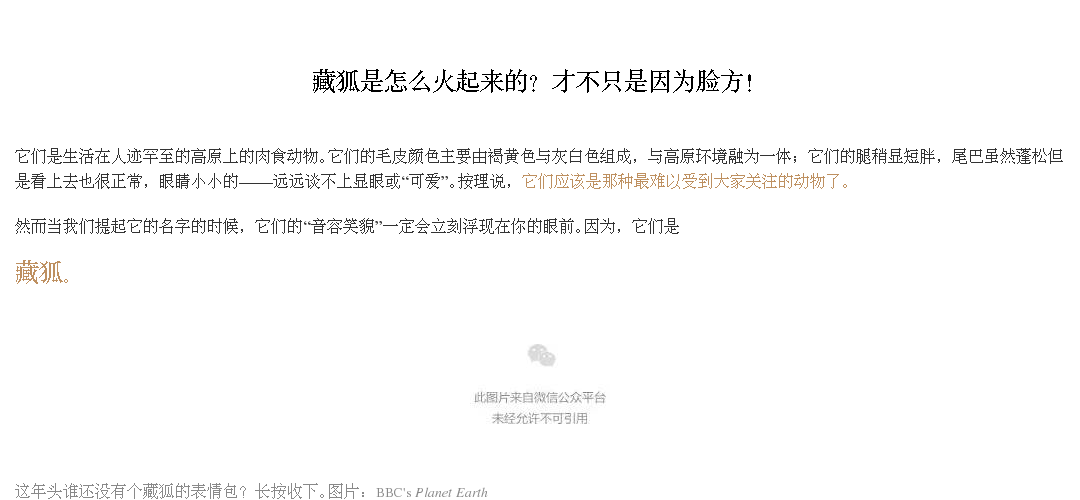 藏狐是怎么火起来的？才不只是因为脸方！
它们是生活在人迹罕至的高原上的肉食动物。它们的毛皮颜色主要由褐黄色与灰白色组成，与高原环境融为一体；它们的腿稍显短胖，尾巴虽然蓬松但
是看上去也很正常，眼睛小小的——远远谈不上显眼或“可爱”。按理说，它们应该是那种最难以受到大家关注的动物了。
然而当我们提起它的名字的时候，它们的“音容笑貌”一定会立刻浮现在你的眼前。因为，它们是
藏狐。
此图片来自微信公众平台
未经允许不可引用
这年头谁还没有个藏狐的表情包？长按收下。图片：BBC's Planet Earth